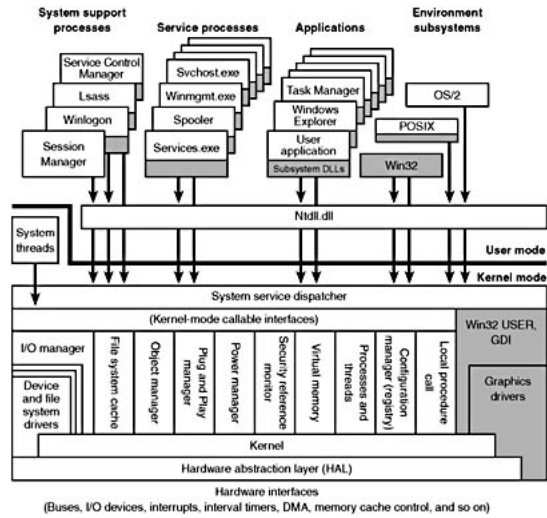 System support
processes
Service processes
Applications
Environment
subsystems
Service Control
Manager
Lsass
Winlogon
Session
Manager
Svchost.exe
Winmgmt.exe
Spooler
Services.exe
Task Manager
Windows
Explorer
User
application
Subsystem DLLs
OS/2
POSIX
Win32
Ntdll.dll
System
threads
User mode
Kernel mode
System service dispatcher
(Kernel-mode callable interfaces)
Win32 USER,
GDI
I/O manager
Device
and file
system
drivers
File system cache
Object manager
Plug and Play
manager
Power manager
Security reference
monitor
Virtual memory
Processes and
threads
Configuration
manager (registry)
Local procedure
call
Graphics
drivers
Kernel
Hardware abstraction layer (HAL)
Hardware interfaces
(Buses, I/O devices, interrupts, interval timers, DMA, memory cache control, and so on)